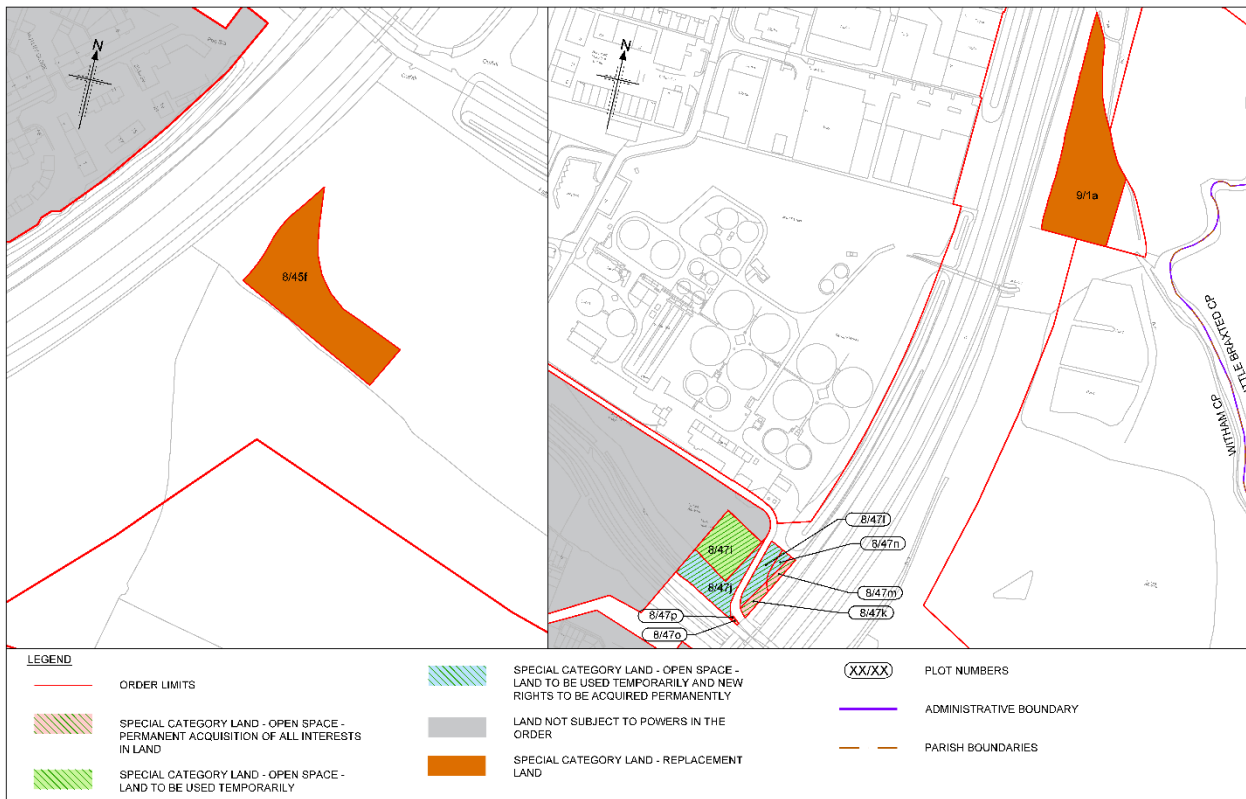 N
8/45f
N
9/1a
LITTLE BRAXTED CP
WITHAM CP
8/47i
8/47j
8/47l
8/47n
8/47m
8/47k
8/47p
8/47o
LEGEND
ORDER LIMITS
SPECIAL CATEGORY LAND - OPEN SPACE -
PERMANENT ACQUISITION OF ALL INTERESTS
IN LAND
SPECIAL CATEGORY LAND - OPEN SPACE -
LAND TO BE USED TEMPORARILY
SPECIAL CATEGORY LAND - OPEN SPACE -
LAND TO BE USED TEMPORARILY AND NEW
RIGHTS TO BE ACQUIRED PERMANENTLY
LAND NOT SUBJECT TO POWERS IN THE
ORDER
SPECIAL CATEGORY LAND - REPLACEMENT
LAND
XX/XX
PLOT NUMBERS
ADMINISTRATIVE BOUNDARY
PARISH BOUNDARIES